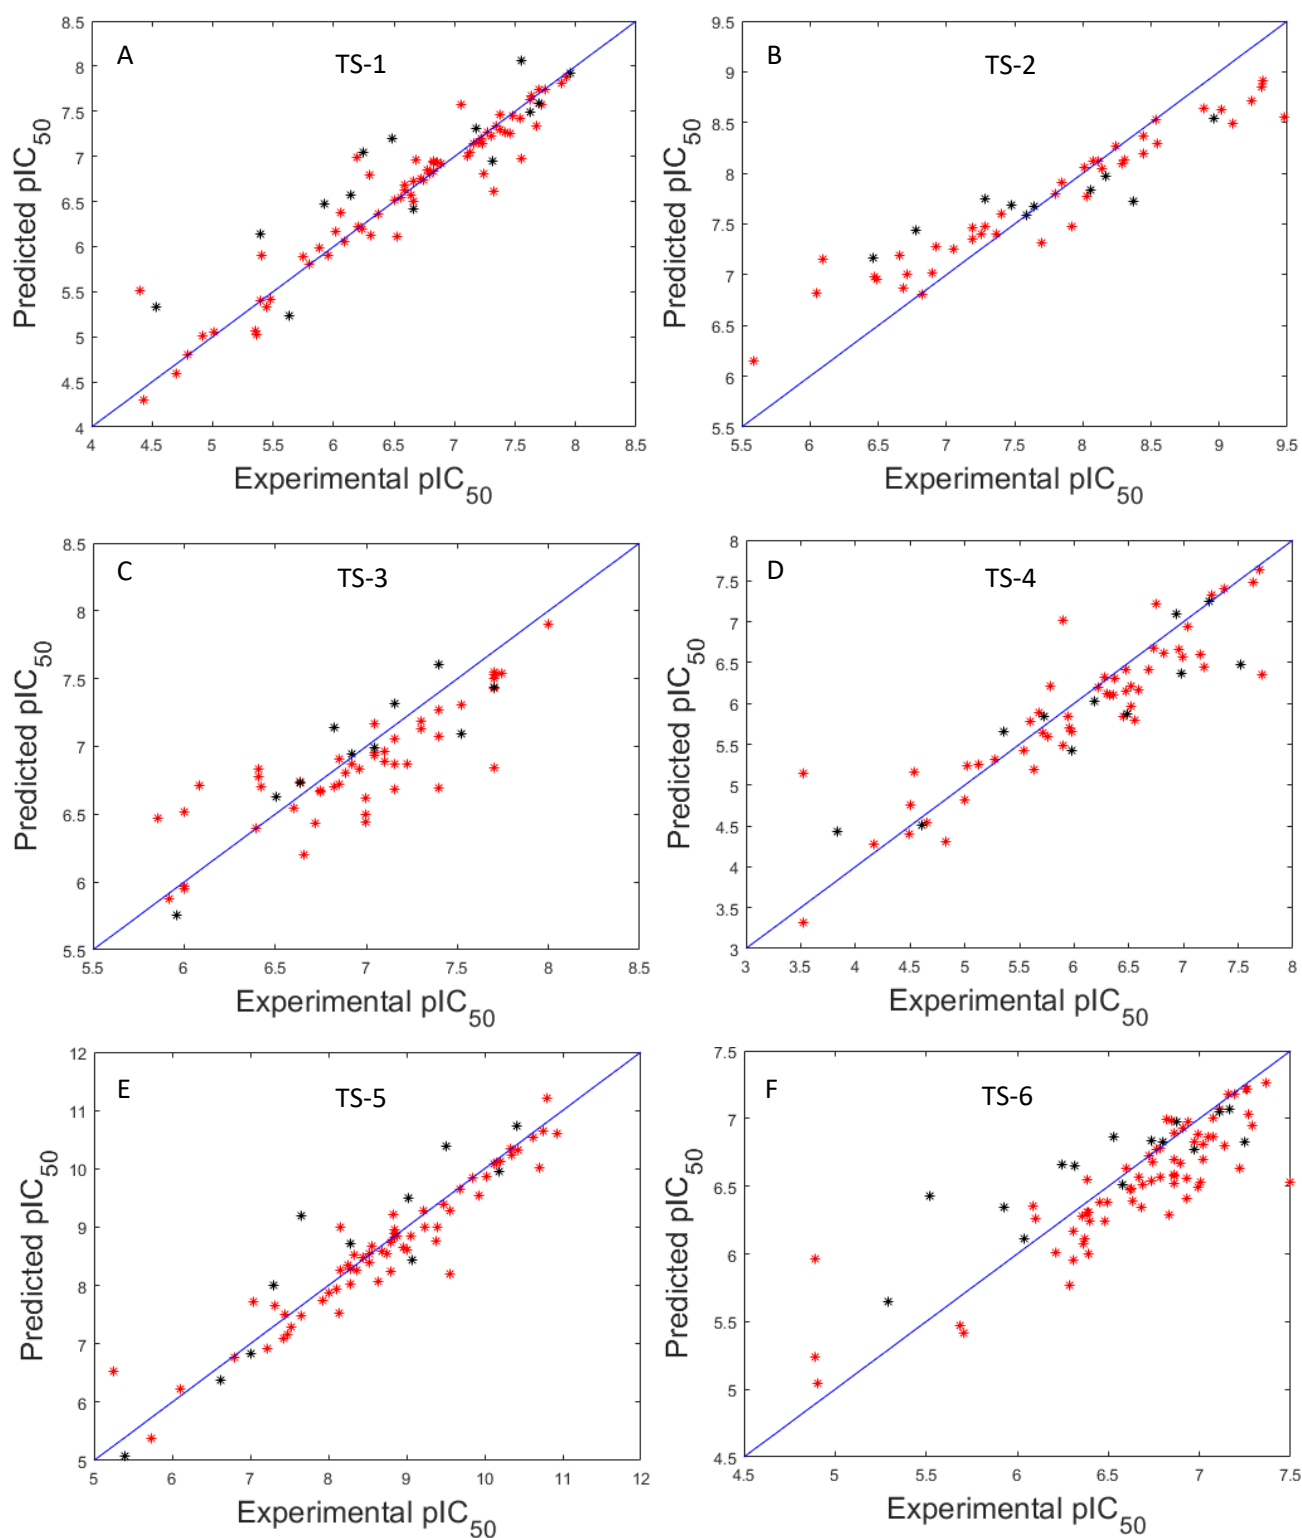 A
TS-1
8.5
8
7.5
7
6.5
6
5.5
5
4.5
4
Predicted pIC50
4 4.5 5 5.5 6 6.5 7 7.5 8 8.5
Experimental pIC50
B
TS-2
9.5
9
8.5
8
7.5
7
6.5
6
5.5
Predicted pIC50
5.5 6 6.5 7 7.5 8 8.5 9 9.5
Experimental pIC50
C
TS-3
8.5
8
7.5
7
6.5
6
5.5
Predicted pIC50
5.5 6 6.5 7 7.5 8 8.5
Experimental pIC50
D
TS-4
8
7.5
7
6.5
6
5.5
5
4.5
4
3.5
3
Predicted pIC50
3 3.5 4 4.5 5 5.5 6 6.5 7 7.5 8
Experimental pIC50
E
TS-5
12
11
10
9
8
7
6
5
Predicted pIC50
5 6 7 8 9 10 11 12
Experimental pIC50
F
TS-6
7.5
7
6.5
6
5.5
5
4.5
Predicted pIC50
4.5 5 5.5 6 6.5 7 7.5
Experimental pIC50